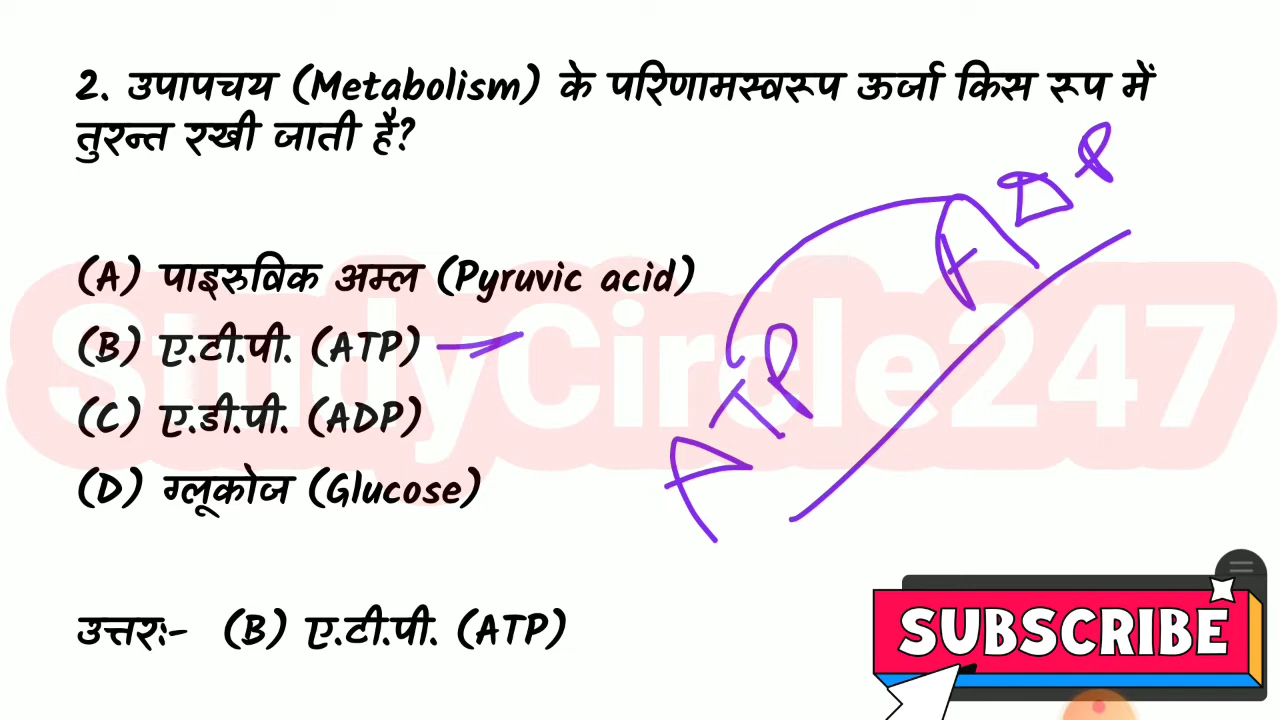 2. उपापचय (Metabolism) के परिणामस्वरूप ऊर्जा किस रूप में
तुरन्त रखी जाती है?
(A) पाइरुविक अम्ल (Pyruvic acid)
(B) ए.टी.पी. (ATP)
(C) ए.डी.पी. (ADP)
(D) ग्लूकोज (Glucose)
ATP
ADP
StudyCircle247
उत्तरः- (B) ए.टी.पी. (ATP)
SUBSCRIBE